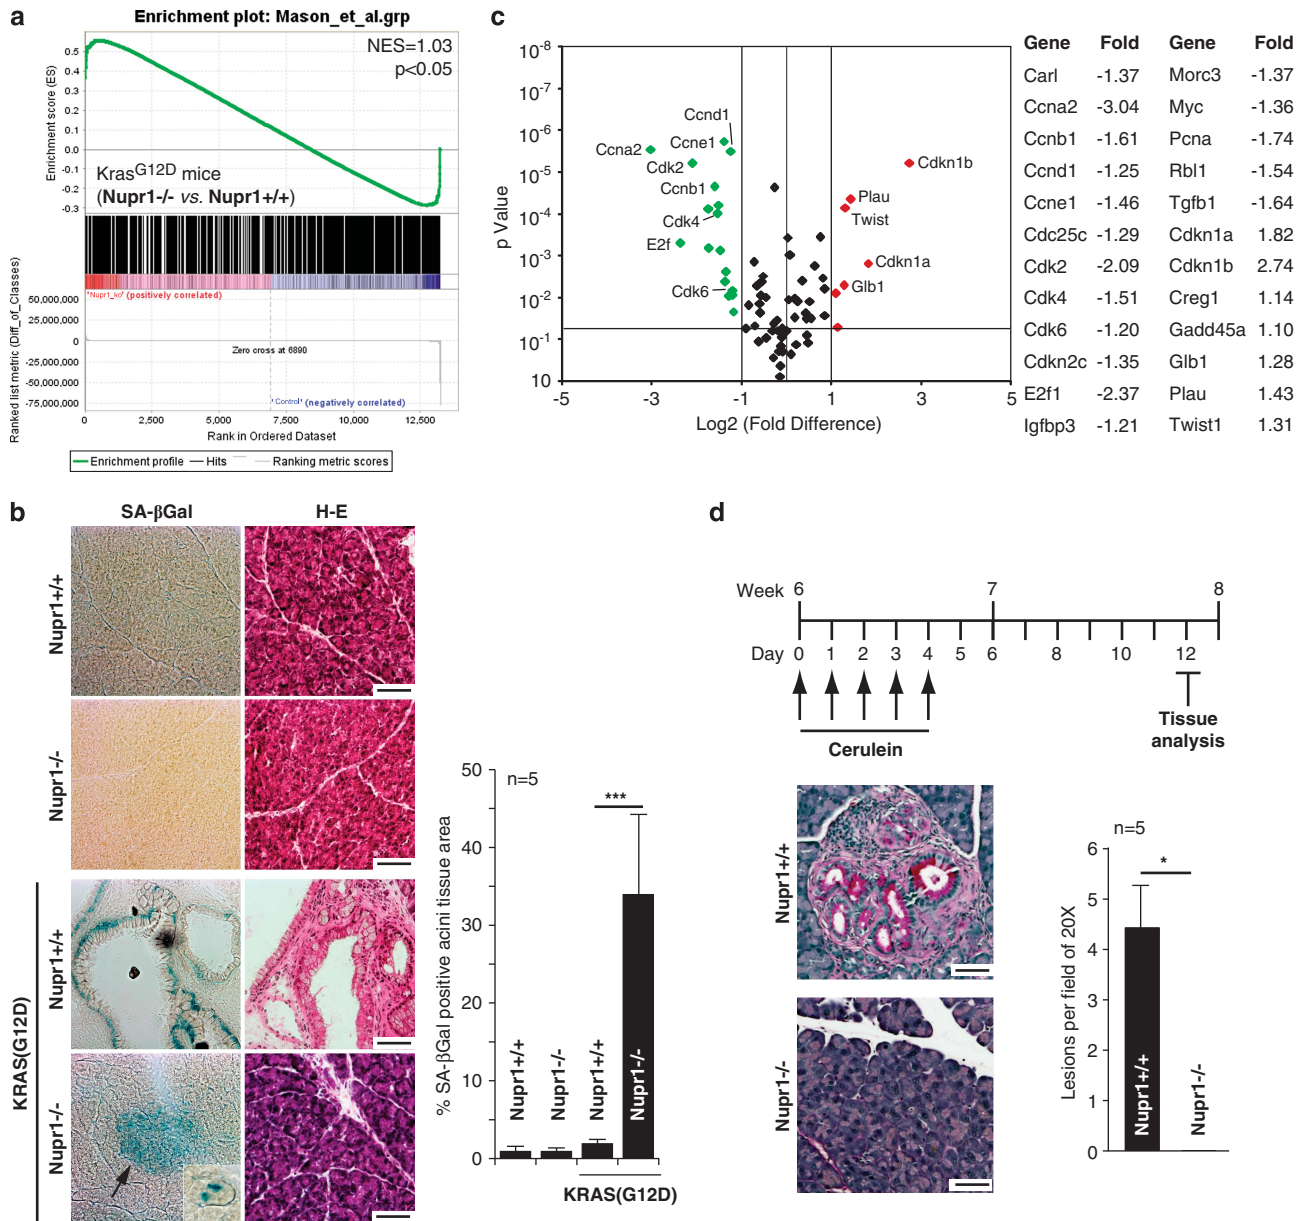 a
Enrichment plot: Mason_et_al.grp
NES=1.03
p<0.05
Enrichment score (ES)
0.5
0.4
0.3
0.2
0.1
0.0
-0.1
-0.2
-0.3
KrasG12D mice
(Nupr1-/- vs. Nupr1+/+)
'Nupr1_ko' (positively correlated)
Ranked list metric (Diff_of_Classes)
50,000,000
25,000,000
0
-25,000,000
-50,000,000
-75,000,000
Zero cross at 6890
'Control' (negatively correlated)
0 2,500 5,000 7,500 10,000 12,500
Rank in Ordered Dataset
Enrichment profile Hits Ranking metric scores
c
p Value
10-8
10-7
10-6
10-5
10-4
10-3
10-2
10-1
10
-5 -3 -1 1 3 5
Log2 (Fold Difference)
Ccnd1
Ccne1
Ccna2
Cdk2
Ccnb1
Cdk4
E2f
Cdk6
Cdkn1b
Plau
Twist
Cdkn1a
Glb1
Gene Fold Gene Fold
Carl -1.37 Morc3 -1.37
Ccna2 -3.04 Myc -1.36
Ccnb1 -1.61 Pcna -1.74
Ccnd1 -1.25 Rbl1 -1.54
Ccne1 -1.46 Tgfb1 -1.64
Cdc25c -1.29 Cdkn1a 1.82
Cdk2 -2.09 Cdkn1b 2.74
Cdk4 -1.51 Creg1 1.14
Cdk6 -1.20 Gadd45a 1.10
Cdkn2c -1.35 Glb1 1.28
E2f1 -2.37 Plau 1.43
Igfbp3 -1.21 Twist1 1.31
b
SA-βGal H-E
Nupr1+/+
Nupr1-/-
KRAS(G12D)
Nupr1+/+
Nupr1-/-
% SA-βGal positive acini tissue area
50
40
30
20
10
0
n=5
***
Nupr1+/+
Nupr1-/-
Nupr1+/+
Nupr1-/-
KRAS(G12D)
d
Week 6 7 8
Day 0 1 2 3 4 5 6 8 10 12
Cerulein
Tissue
analysis
Nupr1+/+
Nupr1-/-
n=5
Lesions per field of 20X
6
5
4
3
2
1
0
*
Nupr1+/+
Nupr1-/-